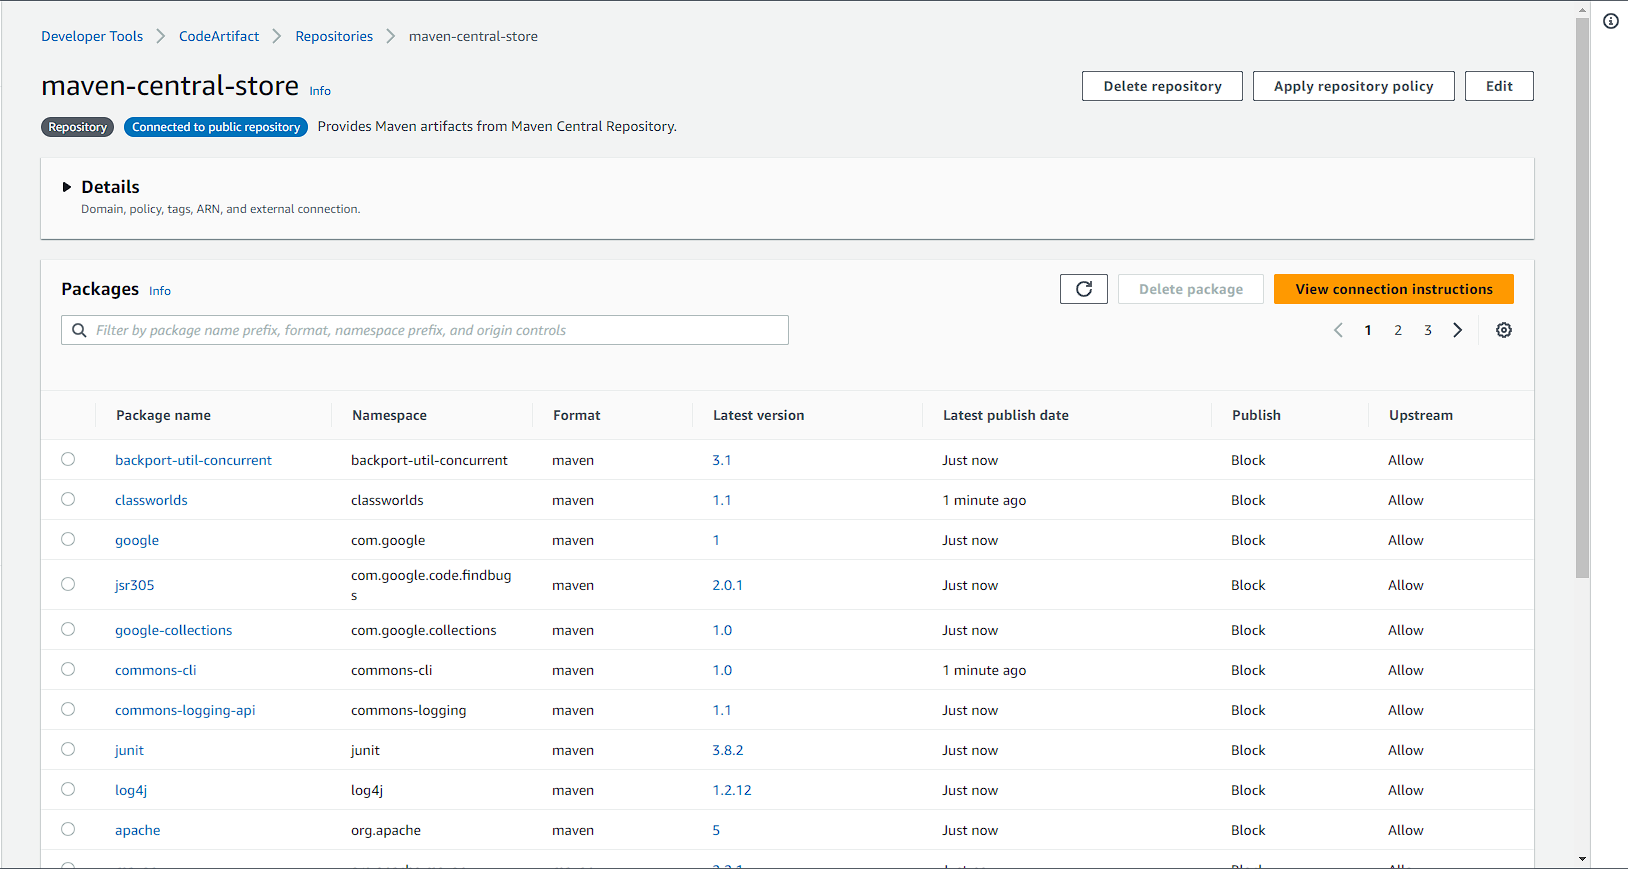 Developer Tools CodeArtifact Repositories maven-central-store
maven-central-store Info
Delete repository Apply repository policy Edit
Repository Connected to public repository Provides Maven artifacts from Maven Central Repository.
Details
Domain, policy, tags, ARN, and external connection.
Packages Info
Delete package View connection instructions
Filter by package name prefix, format, namespace prefix, and origin controls
1 2 3
Package name Namespace Format Latest version Latest publish date Publish Upstream
backport-util-concurrent backport-util-concurrent maven 3.1 Just now Block Allow
classworlds classworlds maven 1.1 1 minute ago Block Allow
google com.google maven 1 Just now Block Allow
jsr305 com.google.code.findbug
s maven 2.0.1 Just now Block Allow
google-collections com.google.collections maven 1.0 Just now Block Allow
commons-cli commons-cli maven 1.0 1 minute ago Block Allow
commons-logging-api commons-logging maven 1.1 Just now Block Allow
junit junit maven 3.8.2 Just now Block Allow
log4j log4j maven 1.2.12 Just now Block Allow
apache org.apache maven 5 Just now Block Allow